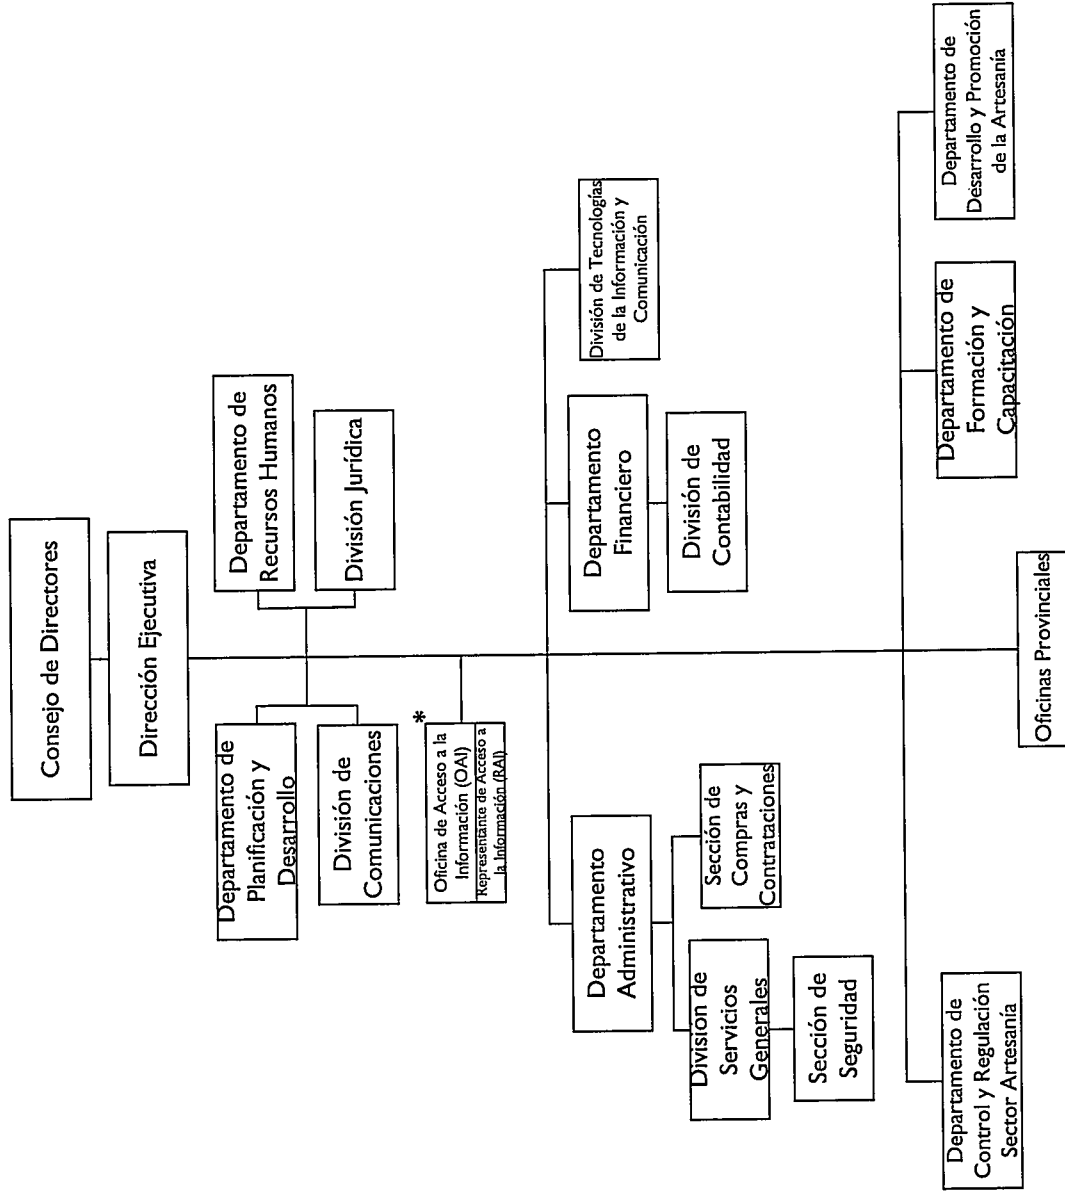 Consejo de Directores
Dirección Ejecutiva
Departamento de
Planificación y
Desarrollo
Departamento de
Recursos Humanos
División de
Comunicaciones
División Jurídica
*
Oficina de Acceso a la
Información (OAI)
Representante de Acceso a
la Información (RAI)
Departamento
Administrativo
Departamento
Financiero
División de Tecnologías
de la Información y
Comunicación
División de
Servicios
Generales
Sección de
Compras y
Contrataciones
División de
Contabilidad
Sección de
Seguridad
Departamento de
Control y Regulación
Sector Artesanía
Departamento de
Formación y
Capacitación
Departamento de
Desarrollo y Promoción
de la Artesanía
Oficinas Provinciales